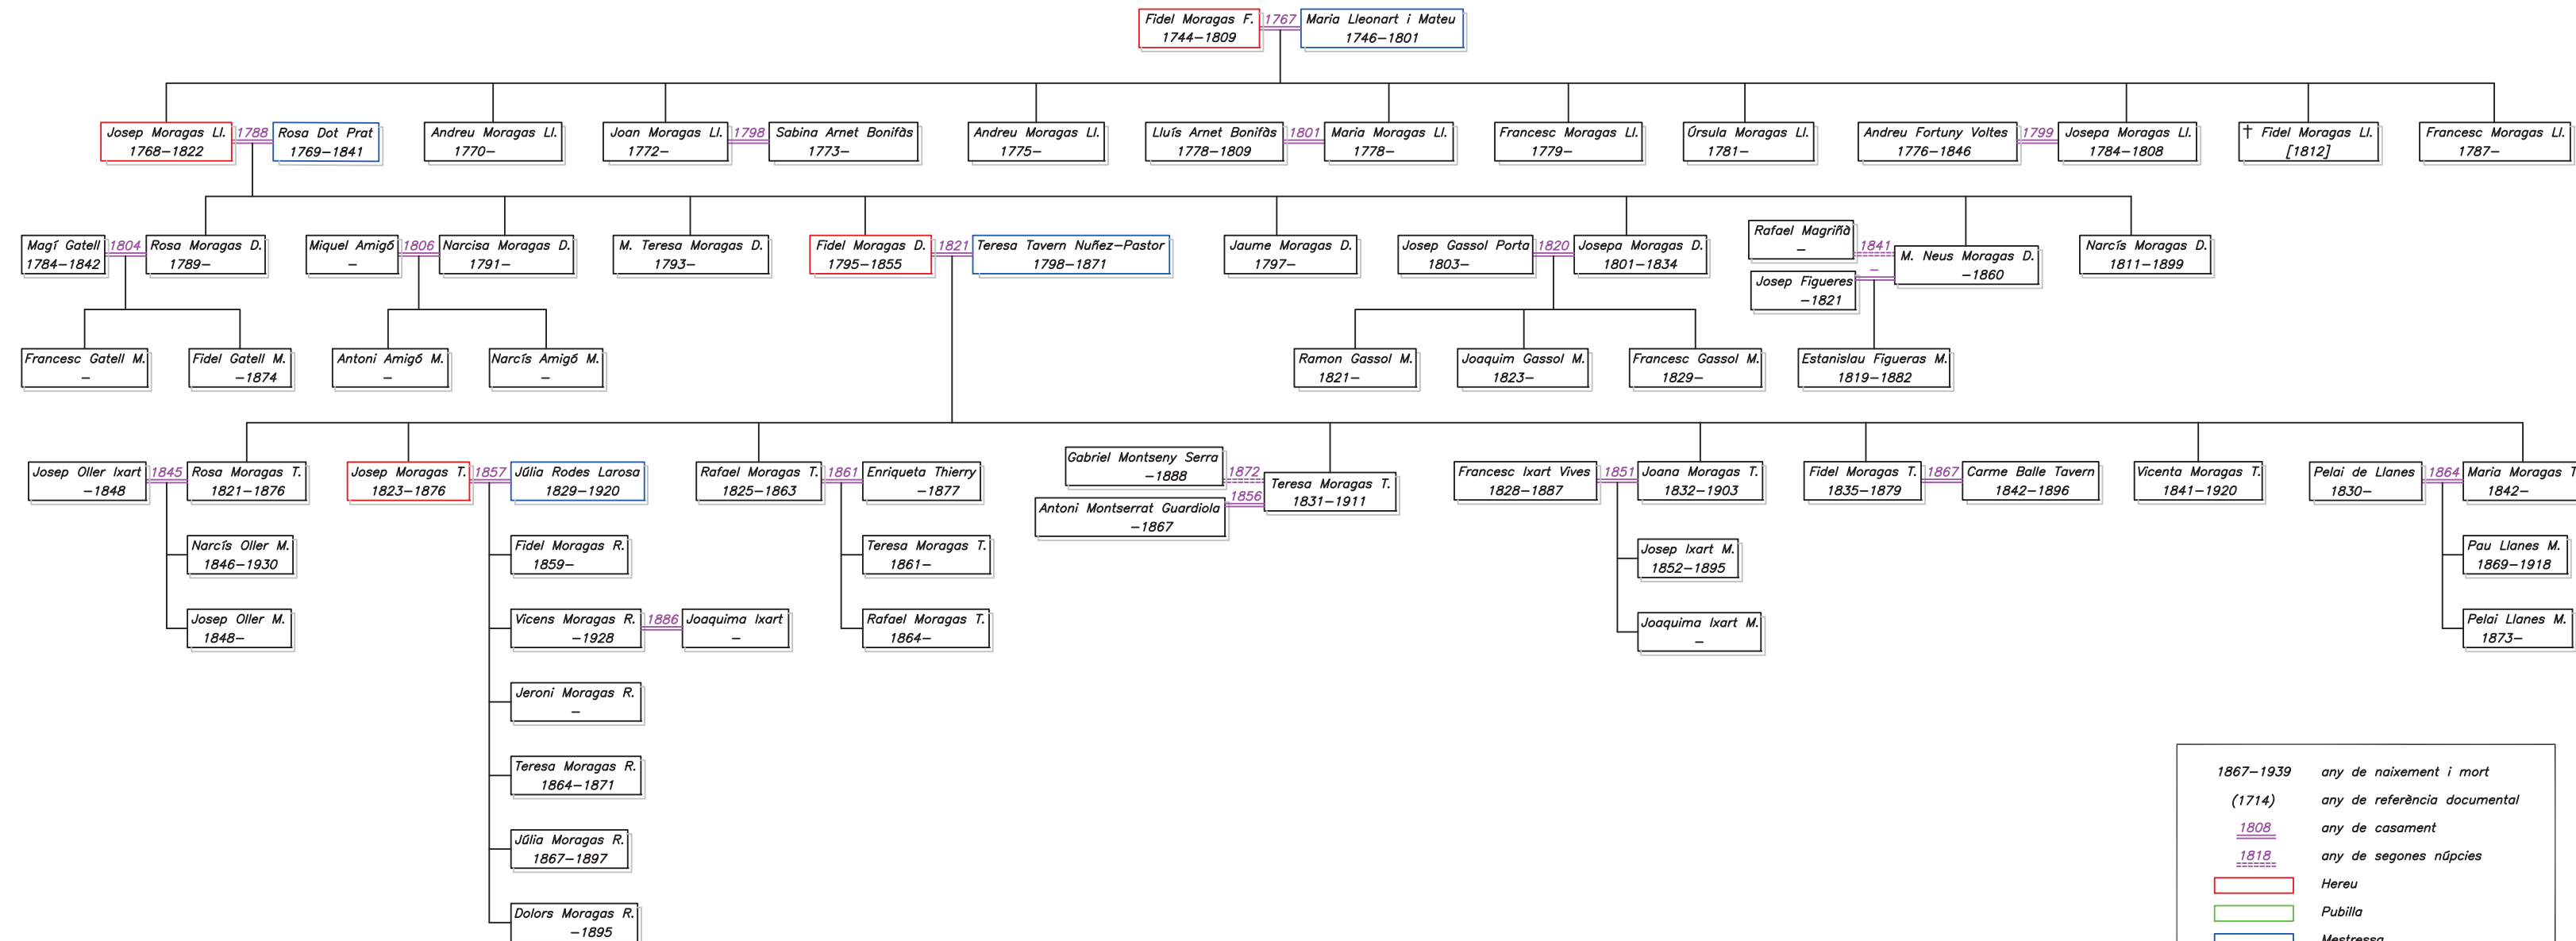 Fidel Moragas F.
1744-1809
1767
Maria Lleonart i Mateu
1746-1801
Josep Moragas Ll.
1768-1822
1788
Rosa Dot Prat
1769-1841
Andreu Moragas Ll.
1770-
Joan Moragas Ll.
1772-
1798
Sabina Arnet Bonifàs
1773-
Andreu Moragas Ll.
1775-
Lluís Arnet Bonifàs
1778-1809
1801
Maria Moragas Ll.
1778-
Francesc Moragas Ll.
1779-
Úrsula Moragas Ll.
1781-
Andreu Fortuny Voltes
1776-1846
1799
Josepa Moragas Ll.
1784-1808
† Fidel Moragas Ll.
[1812]
Francesc Moragas Ll.
1787-
Magí Gatell
1784-1842
1804
Rosa Moragas D.
1789-
Miquel Amigó
-
1806
Narcisa Moragas D.
1791-
M. Teresa Moragas D.
1793-
Fidel Moragas D.
1795-1855
1821
Teresa Tavern Nuñez-Pastor
1798-1871
Jaume Moragas D.
1797-
Josep Gassol Porta
1803-
1820
Josepa Moragas D.
1801-1834
Rafael Magriñà
-
1841
M. Neus Moragas D.
-1860
-
Josep Figueres
-1821
Narcís Moragas D.
1811-1899
Francesc Gatell M.
-
Fidel Gatell M.
-1874
Antoni Amigó M.
-
Narcís Amigó M.
-
Ramon Gassol M.
1821-
Joaquim Gassol M.
1823-
Francesc Gassol M.
1829-
Estanislau Figueras M.
1819-1882
Josep Oller Ixart
-1848
1845
Rosa Moragas T.
1821-1876
Josep Moragas T.
1823-1876
1857
Júlia Rodes Larosa
1829-1920
Rafael Moragas T.
1825-1863
1861
Enriqueta Thierry
-1877
Gabriel Montseny Serra
-1888
1872
Teresa Moragas T.
1831-1911
1856
Antoni Montserrat Guardiola
-1867
Francesc Ixart Vives
1828-1887
1851
Joana Moragas T.
1832-1903
Fidel Moragas T.
1835-1879
1867
Carme Balle Tavern
1842-1896
Vicenta Moragas T.
1841-1920
Pelai de Llanes
1830-
1864
Maria Moragas T
1842-
Narcís Oller M.
1846-1930
Josep Oller M.
1848-
Fidel Moragas R.
1859-
Vicens Moragas R.
-1928
1886
Joaquima Ixart
-
Jeroni Moragas R.
-
Teresa Moragas R.
1864-1871
Júlia Moragas R.
1867-1897
Dolors Moragas R.
-1895
Teresa Moragas T.
1861-
Rafael Moragas T.
1864-
Josep Ixart M.
1852-1895
Joaquima Ixart M.
-
Pau Llanes M.
1869-1918
Pelai Llanes M.
1873-
1867-1939 any de naixement i mort
(1714) any de referència documental
1808 any de casament
1818 any de segones núpcies
Hereu
Pubilla
Mestressa